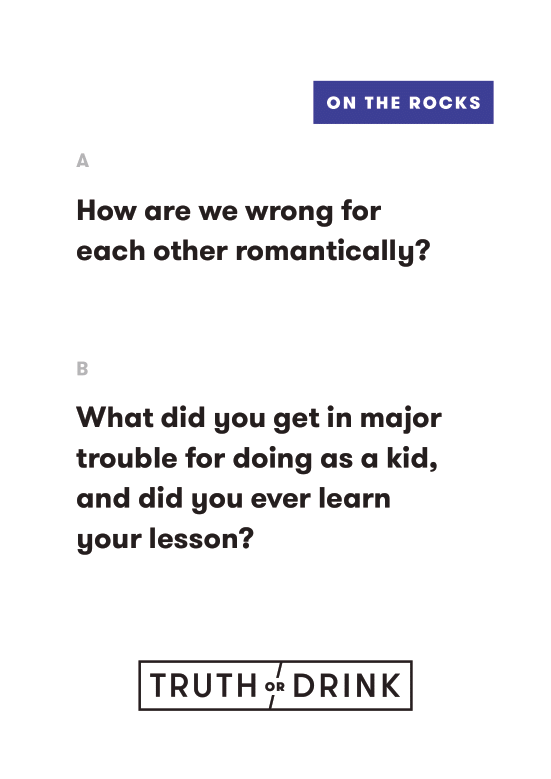 ON THE ROCKS
A
How are we wrong for
each other romantically?
B
What did you get in major
trouble for doing as a kid,
and did you ever learn
your lesson?
TRUTH OR DRINK